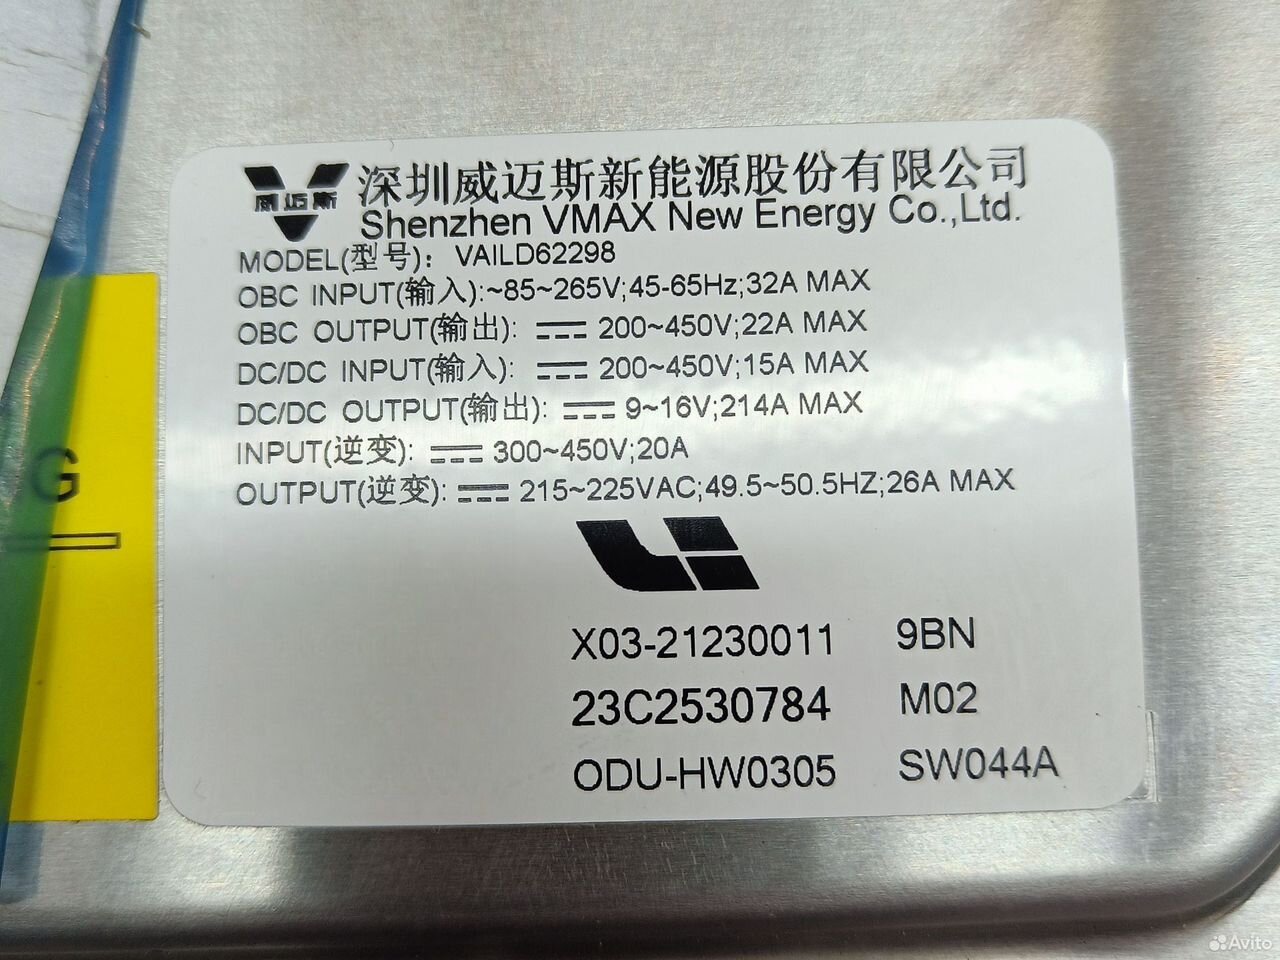 威迈斯
深圳威迈斯新能源股份有限公司
Shenzhen VMAX New Energy Co.,Ltd.
MODEL(型号): VAILD62298
OBC INPUT(输入):~85~265V;45-65Hz;32A MAX
OBC OUTPUT(输出): 200~450V;22A MAX
DC/DC INPUT(输入): 200~450V;15A MAX
DC/DC OUTPUT(输出): 9~16V;214A MAX
INPUT(逆变): 300~450V;20A
OUTPUT(逆变): 215~225VAC;49.5~50.5HZ;26A MAX
G
X03-21230011 9BN
23C2530784 M02
ODU-HW0305 SW044A
Avito